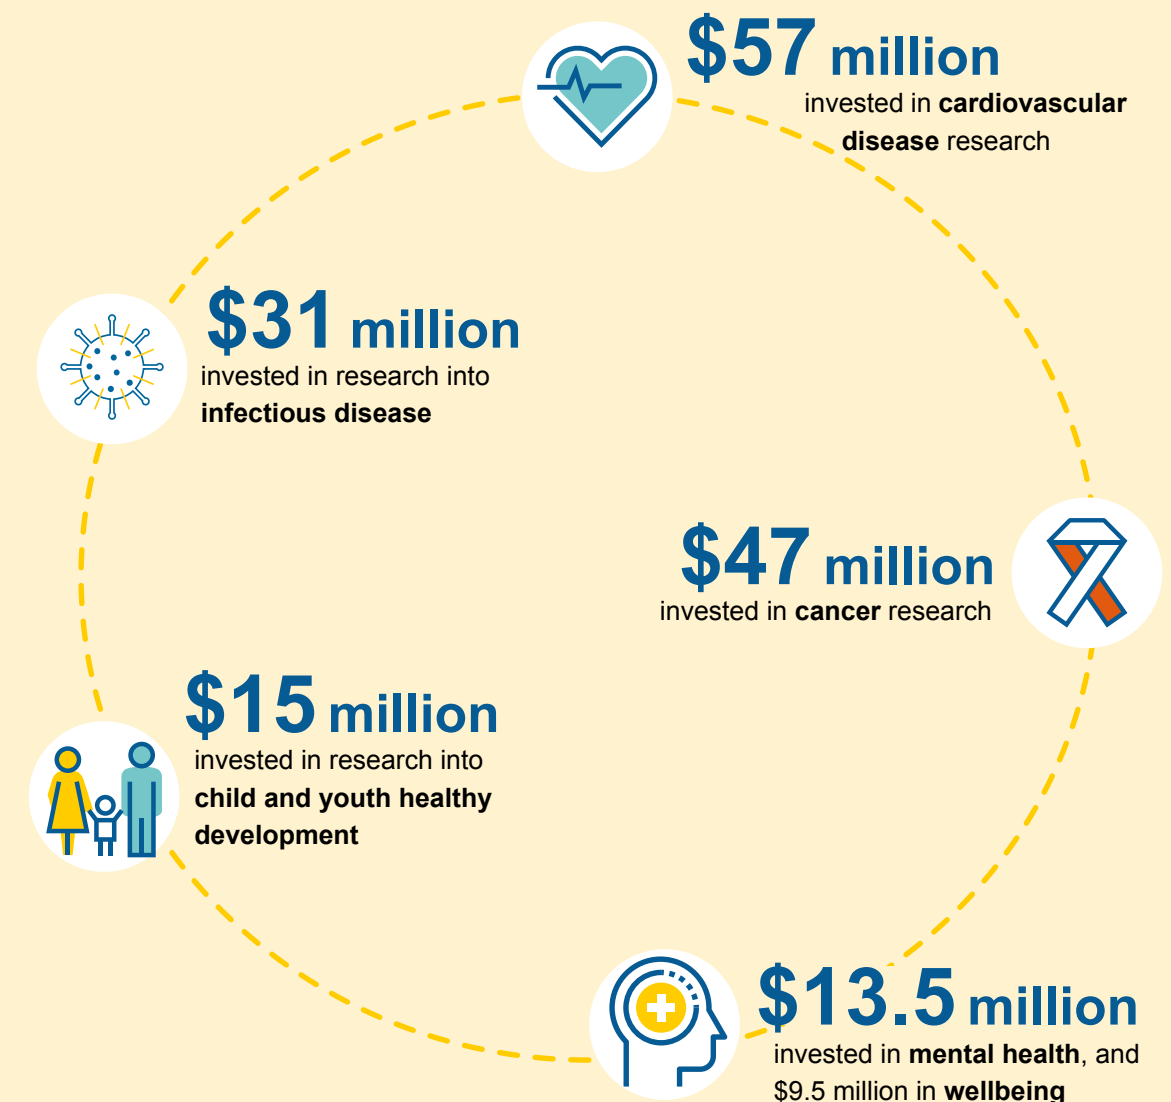 $57 million
invested in cardiovascular
disease research
$31 million
invested in research into
infectious disease
$47 million
invested in cancer research
$15 million
invested in research into
child and youth healthy
development
$13.5 million
invested in mental health, and
$9.5 million in wellbeing